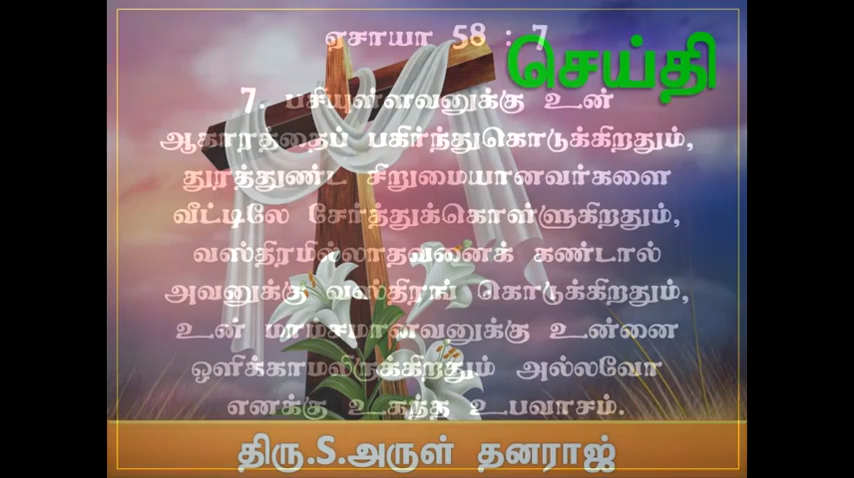 ஏசாயா 58 : 7
செய்தி
7. பசியுள்ளவனுக்கு உன்
ஆகாரத்தைப் பகிர்ந்துகொடுக்கிறதும்,
துரத்துண்ட சிறுமையானவர்களை
வீட்டிலே சேர்த்துக்கொள்ளுகிறதும்,
வஸ்திரமில்லாதவனைக் கண்டால்
அவனுக்கு வஸ்திரங் கொடுக்கிறதும்,
உன் மாம்சமானவனுக்கு உன்னை
ஒளிக்காமலிருக்கிறதும் அல்லவோ
எனக்கு உகந்த உபவாசம்.
திரு.S.அருள் தனராஜ்